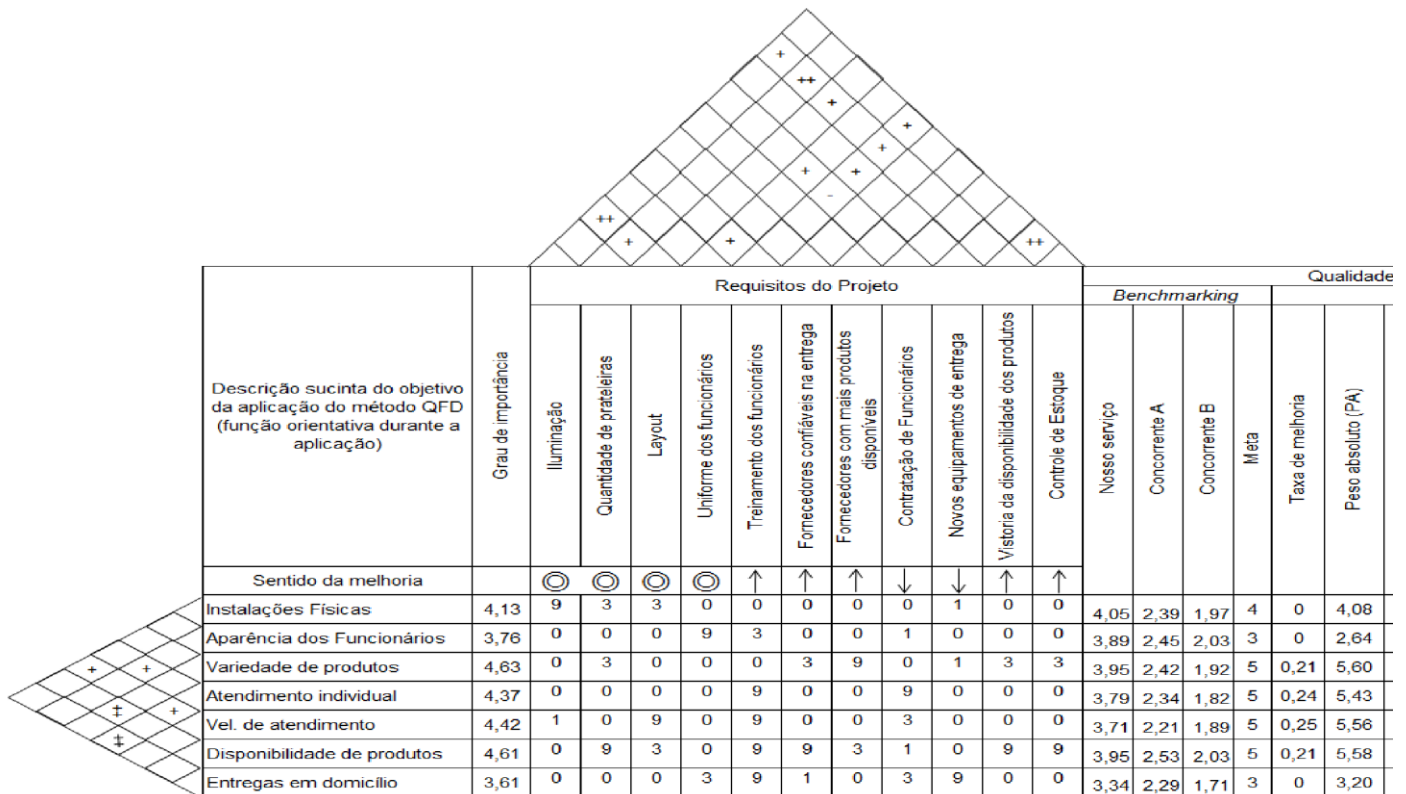 +
++
+
+
+
+ +
-
++
+ + ++
Requisitos do Projeto
Qualidade
Benchmarking
Descrição sucinta do objetivo
da aplicação do método QFD
(função orientativa durante a
aplicação)
Grau de importância
Iluminação
Quantidade de prateleiras
Layout
Uniforme dos funcionários
Treinamento dos funcionários
Fornecedores confiáveis na entrega
Fornecedores com mais produtos
disponíveis
Contratação de Funcionários
Novos equipamentos de entrega
Vistoria da disponibilidade dos produtos
Controle de Estoque
Nosso serviço
Concorrente A
Concorrente B
Meta
Taxa de melhoria
Peso absoluto (PA)
Sentido da melhoria ◎ ◎ ◎ ◎ ↑ ↑ ↑ ↓ ↓ ↑ ↑
Instalações Físicas 4,13 9 3 3 0 0 0 0 0 1 0 0 4,05 2,39 1,97 4 0 4,08
Aparência dos Funcionários 3,76 0 0 0 9 3 0 0 1 0 0 0 3,89 2,45 2,03 3 0 2,64
+ + Variedade de produtos 4,63 0 3 0 0 0 3 9 0 1 3 3 3,95 2,42 1,92 5 0,21 5,60
Atendimento individual 4,37 0 0 0 0 9 0 0 9 0 0 0 3,79 2,34 1,82 5 0,24 5,43
‡ +
Vel. de atendimento 4,42 1 0 9 0 9 0 0 3 0 0 0 3,71 2,21 1,89 5 0,25 5,56
‡
Disponibilidade de produtos 4,61 0 9 3 0 9 9 3 1 0 9 9 3,95 2,53 2,03 5 0,21 5,58
Entregas em domicílio 3,61 0 0 0 3 9 1 0 3 9 0 0 3,34 2,29 1,71 3 0 3,20